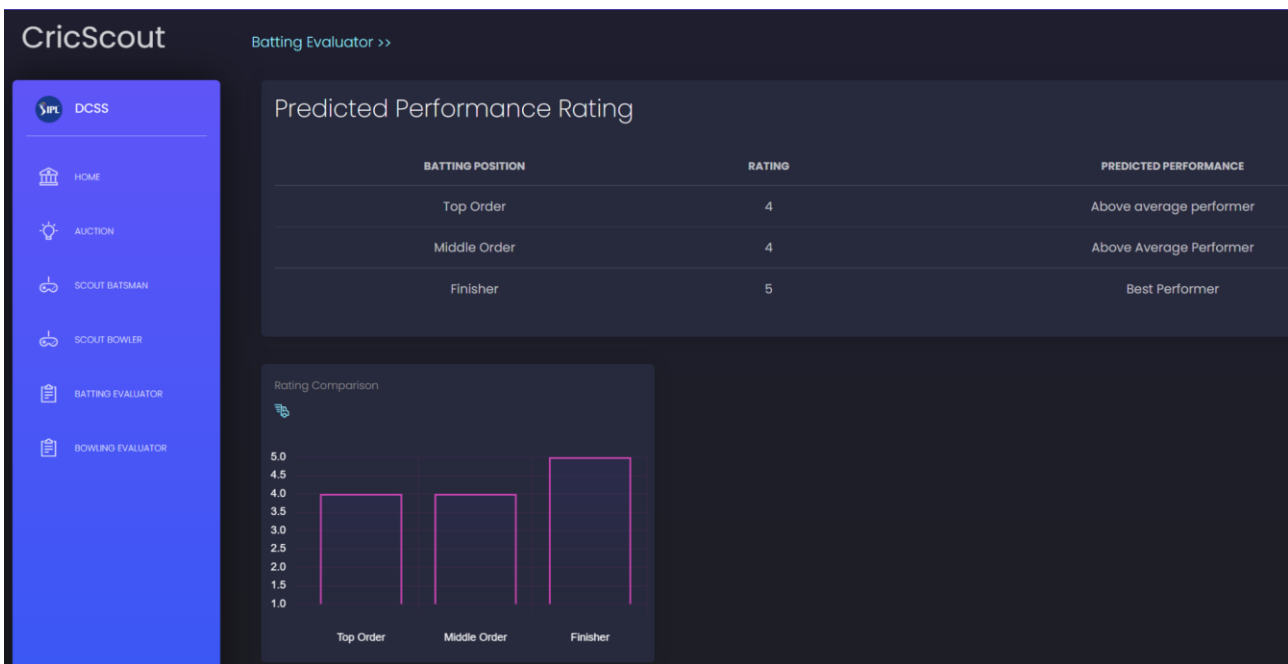 CricScout
Batting Evaluator >>
IPL DCSS
HOME
AUCTION
SCOUT BATSMAN
SCOUT BOWLER
BATTING EVALUATOR
BOWLING EVALUATOR
Predicted Performance Rating
BATTING POSITION RATING PREDICTED PERFORMANCE
Top Order 4 Above average performer
Middle Order 4 Above Average Performer
Finisher 5 Best Performer
Rating Comparison
5.0
4.5
4.0
3.5
3.0
2.5
2.0
1.5
1.0
Top Order Middle Order Finisher